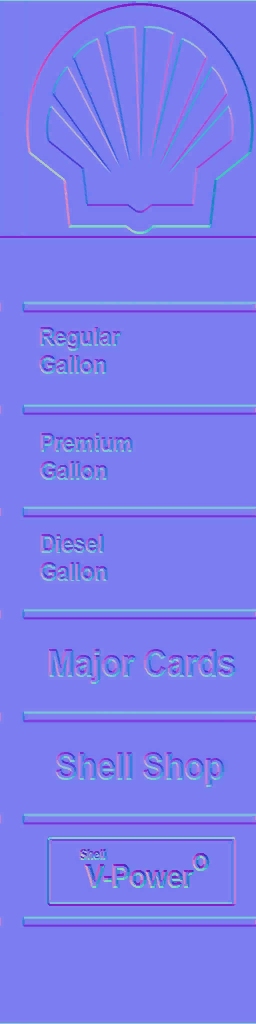 Regular
Gallon
Premium
Gallon
Diesel
Gallon
Major Cards
Shell Shop
Shell
V-Power